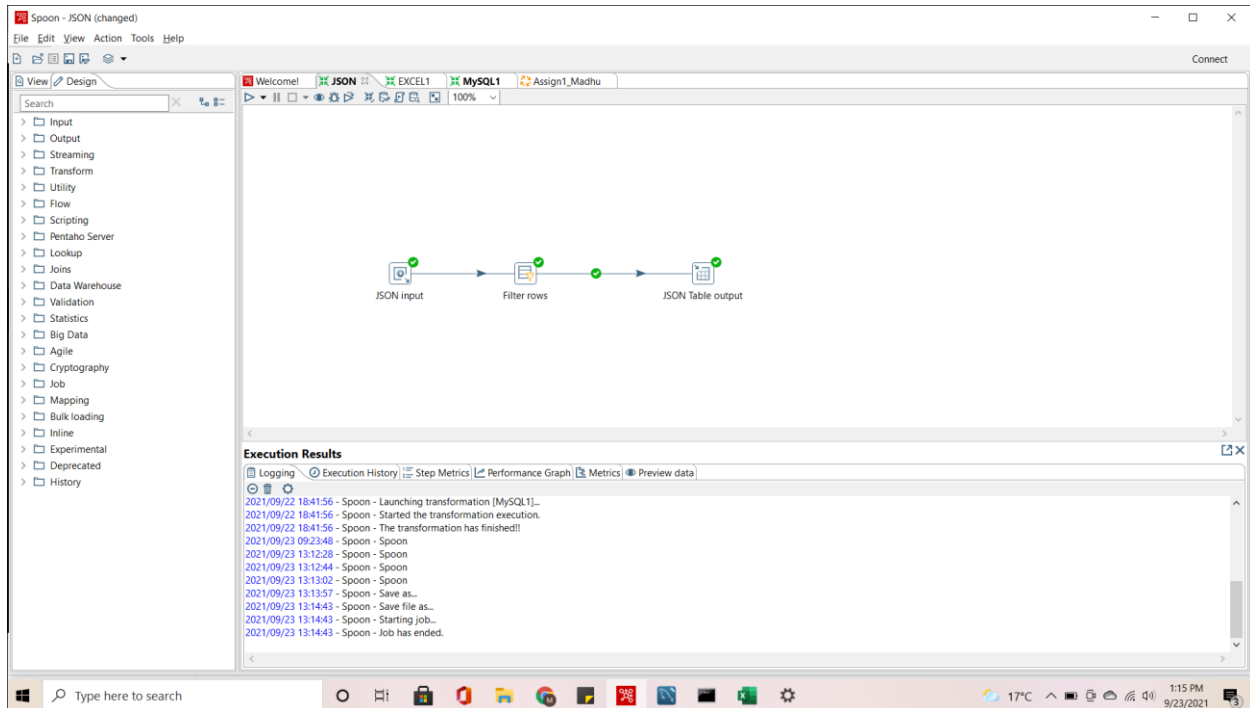 Spoon - JSON (changed)
File Edit View Action Tools Help
Connect
View Design
Search
Input
Output
Streaming
Transform
Utility
Flow
Scripting
Pentaho Server
Lookup
Joins
Data Warehouse
Validation
Statistics
Big Data
Agile
Cryptography
Job
Mapping
Bulk loading
Inline
Experimental
Deprecated
History
Welcome! JSON EXCEL1 MySQL1 Assign1_Madhu
100%
JSON input Filter rows JSON Table output
Execution Results
Logging Execution History Step Metrics Performance Graph Metrics Preview data
2021/09/22 18:41:56 - Spoon - Launching transformation [MySQL1]...
2021/09/22 18:41:56 - Spoon - Started the transformation execution.
2021/09/22 18:41:56 - Spoon - The transformation has finished!!
2021/09/23 09:23:48 - Spoon - Spoon
2021/09/23 13:12:28 - Spoon - Spoon
2021/09/23 13:12:44 - Spoon - Spoon
2021/09/23 13:13:02 - Spoon - Spoon
2021/09/23 13:13:57 - Spoon - Save as...
2021/09/23 13:14:43 - Spoon - Save file as...
2021/09/23 13:14:43 - Spoon - Starting job...
2021/09/23 13:14:43 - Spoon - Job has ended.
Type here to search
17°C
1:15 PM
9/23/2021
3